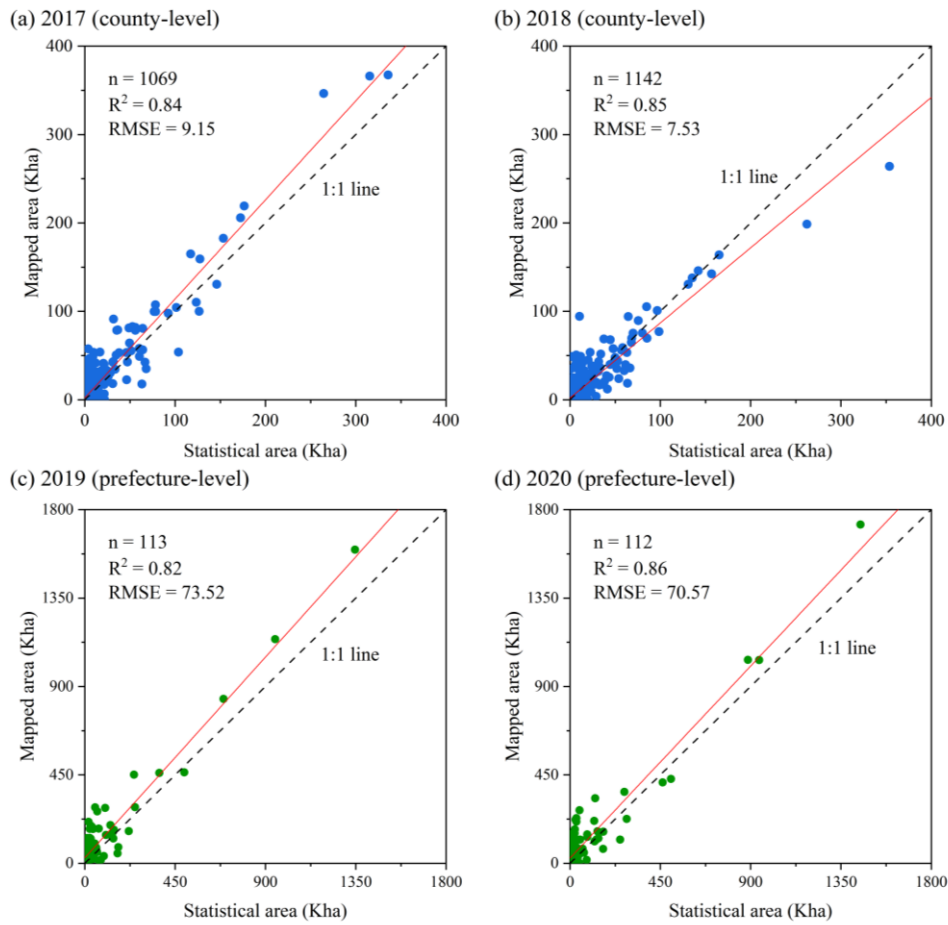 (a) 2017 (county-level)
400
300
200
100
0
Mapped area (Kha)
n = 1069
R² = 0.84
RMSE = 9.15
1:1 line
0 100 200 300 400
Statistical area (Kha)
(b) 2018 (county-level)
400
300
200
100
0
Mapped area (Kha)
n = 1142
R² = 0.85
RMSE = 7.53
1:1 line
0 100 200 300 400
Statistical area (Kha)
(c) 2019 (prefecture-level)
1800
1350
900
450
0
Mapped area (Kha)
n = 113
R² = 0.82
RMSE = 73.52
1:1 line
0 450 900 1350 1800
Statistical area (Kha)
(d) 2020 (prefecture-level)
1800
1350
900
450
0
Mapped area (Kha)
n = 112
R² = 0.86
RMSE = 70.57
1:1 line
0 450 900 1350 1800
Statistical area (Kha)